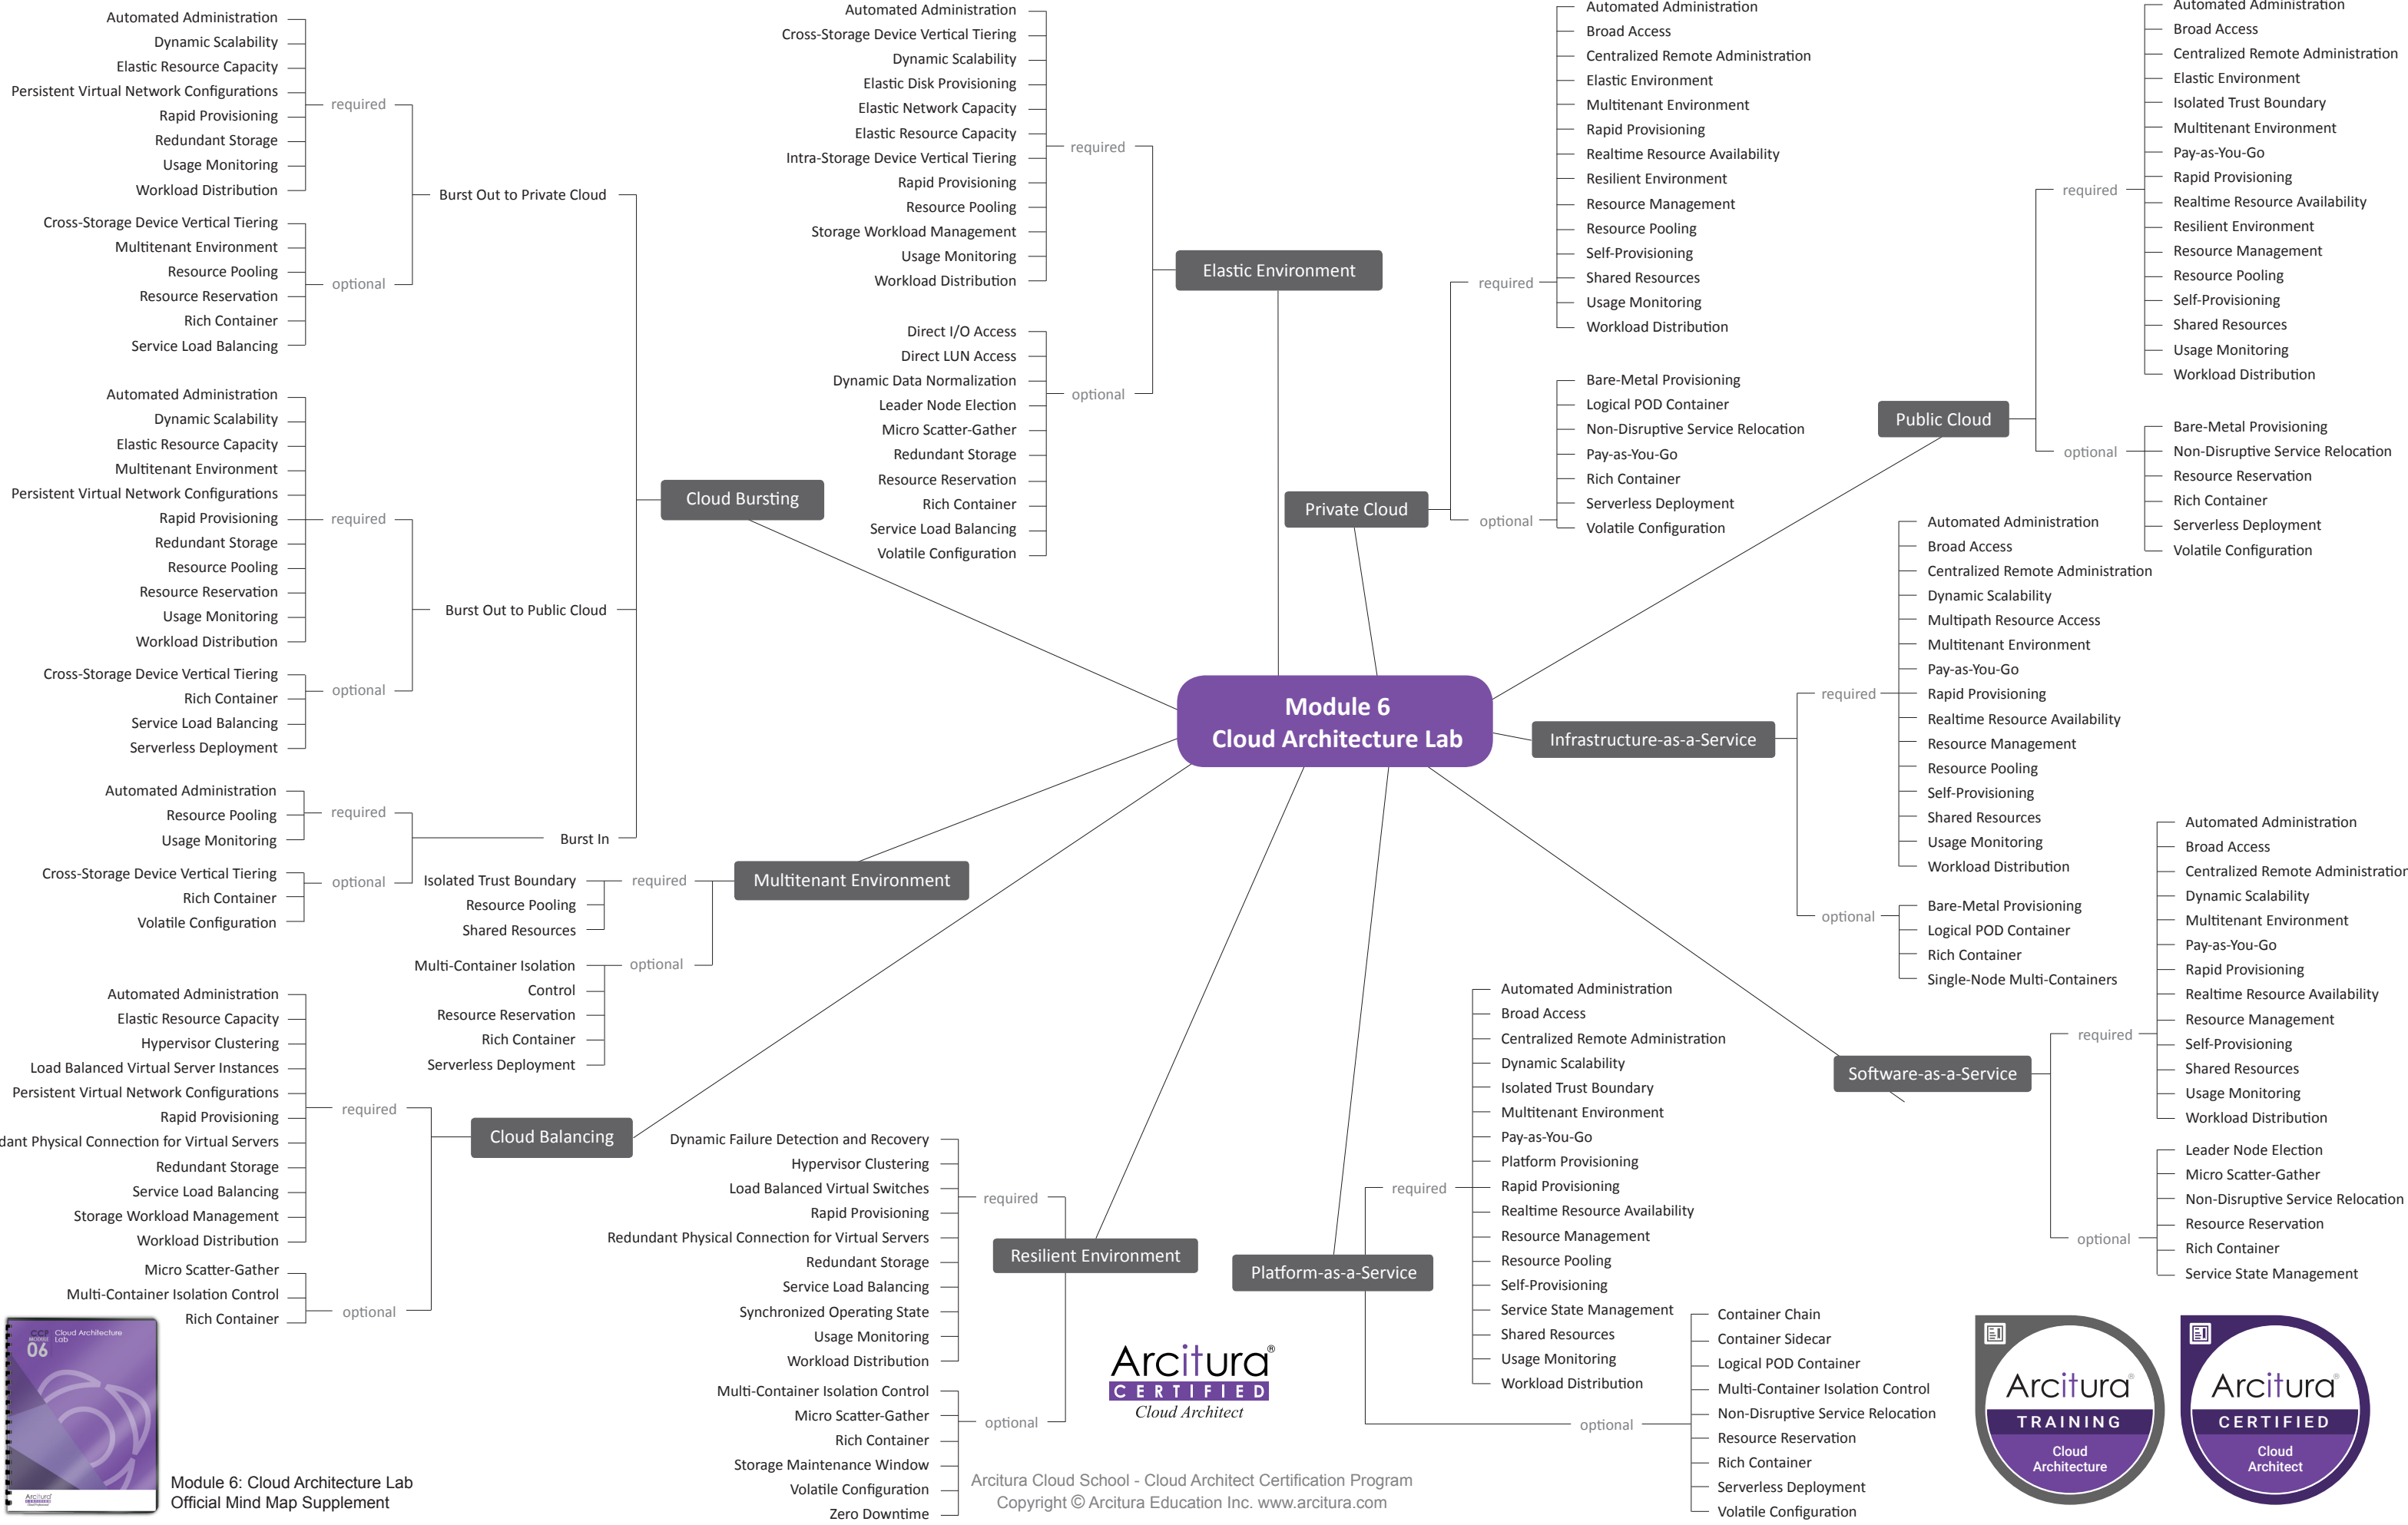 Automated Administration
Dynamic Scalability
Elastic Resource Capacity
Persistent Virtual Network Configurations
Rapid Provisioning
Redundant Storage
Usage Monitoring
Workload Distribution
required
Cross-Storage Device Vertical Tiering
Multitenant Environment
Resource Pooling
Resource Reservation
Rich Container
Service Load Balancing
optional
Burst Out to Private Cloud
Automated Administration
Dynamic Scalability
Elastic Resource Capacity
Multitenant Environment
Persistent Virtual Network Configurations
Rapid Provisioning
Redundant Storage
Resource Pooling
Resource Reservation
Usage Monitoring
Workload Distribution
required
Cross-Storage Device Vertical Tiering
Rich Container
Service Load Balancing
Serverless Deployment
optional
Burst Out to Public Cloud
Automated Administration
Resource Pooling
Usage Monitoring
required
Cross-Storage Device Vertical Tiering
Rich Container
Volatile Configuration
optional
Burst In
Cloud Bursting
Automated Administration
Cross-Storage Device Vertical Tiering
Dynamic Scalability
Elastic Disk Provisioning
Elastic Network Capacity
Elastic Resource Capacity
Intra-Storage Device Vertical Tiering
Rapid Provisioning
Resource Pooling
Storage Workload Management
Usage Monitoring
Workload Distribution
required
Direct I/O Access
Direct LUN Access
Dynamic Data Normalization
Leader Node Election
Micro Scatter-Gather
Redundant Storage
Resource Reservation
Rich Container
Service Load Balancing
Volatile Configuration
optional
Elastic Environment
Private Cloud
required
Automated Administration
Broad Access
Centralized Remote Administration
Elastic Environment
Multitenant Environment
Rapid Provisioning
Realtime Resource Availability
Resilient Environment
Resource Management
Resource Pooling
Self-Provisioning
Shared Resources
Usage Monitoring
Workload Distribution
optional
Bare-Metal Provisioning
Logical POD Container
Non-Disruptive Service Relocation
Pay-as-You-Go
Rich Container
Serverless Deployment
Volatile Configuration
Public Cloud
required
Automated Administration
Broad Access
Centralized Remote Administration
Elastic Environment
Isolated Trust Boundary
Multitenant Environment
Pay-as-You-Go
Rapid Provisioning
Realtime Resource Availability
Resilient Environment
Resource Management
Resource Pooling
Self-Provisioning
Shared Resources
Usage Monitoring
Workload Distribution
optional
Bare-Metal Provisioning
Non-Disruptive Service Relocation
Resource Reservation
Rich Container
Serverless Deployment
Volatile Configuration
Module 6
Cloud Architecture Lab
Infrastructure-as-a-Service
required
Automated Administration
Broad Access
Centralized Remote Administration
Dynamic Scalability
Multipath Resource Access
Multitenant Environment
Pay-as-You-Go
Rapid Provisioning
Realtime Resource Availability
Resource Management
Resource Pooling
Self-Provisioning
Shared Resources
Usage Monitoring
Workload Distribution
optional
Bare-Metal Provisioning
Logical POD Container
Rich Container
Single-Node Multi-Containers
Multitenant Environment
required
Isolated Trust Boundary
Resource Pooling
Shared Resources
optional
Multi-Container Isolation
Control
Resource Reservation
Rich Container
Serverless Deployment
Automated Administration
Elastic Resource Capacity
Hypervisor Clustering
Load Balanced Virtual Server Instances
Persistent Virtual Network Configurations
Rapid Provisioning
dant Physical Connection for Virtual Servers
Redundant Storage
Service Load Balancing
Storage Workload Management
Workload Distribution
required
Micro Scatter-Gather
Multi-Container Isolation Control
Rich Container
optional
Cloud Balancing
Dynamic Failure Detection and Recovery
Hypervisor Clustering
Load Balanced Virtual Switches
Rapid Provisioning
Redundant Physical Connection for Virtual Servers
Redundant Storage
Service Load Balancing
Synchronized Operating State
Usage Monitoring
Workload Distribution
required
Multi-Container Isolation Control
Micro Scatter-Gather
Rich Container
Storage Maintenance Window
Volatile Configuration
Zero Downtime
optional
Resilient Environment
Platform-as-a-Service
required
Automated Administration
Broad Access
Centralized Remote Administration
Dynamic Scalability
Isolated Trust Boundary
Multitenant Environment
Pay-as-You-Go
Platform Provisioning
Rapid Provisioning
Realtime Resource Availability
Resource Management
Resource Pooling
Self-Provisioning
Service State Management
Shared Resources
Usage Monitoring
Workload Distribution
optional
Container Chain
Container Sidecar
Logical POD Container
Multi-Container Isolation Control
Non-Disruptive Service Relocation
Resource Reservation
Rich Container
Serverless Deployment
Volatile Configuration
Software-as-a-Service
required
Automated Administration
Broad Access
Centralized Remote Administration
Dynamic Scalability
Multitenant Environment
Pay-as-You-Go
Rapid Provisioning
Realtime Resource Availability
Resource Management
Self-Provisioning
Shared Resources
Usage Monitoring
Workload Distribution
optional
Leader Node Election
Micro Scatter-Gather
Non-Disruptive Service Relocation
Resource Reservation
Rich Container
Service State Management
CCP
MODULE
06
Cloud Architecture
Lab
Arcitura
Module 6: Cloud Architecture Lab
Official Mind Map Supplement
Arcitura®
CERTIFIED
Cloud Architect
Arcitura Cloud School - Cloud Architect Certification Program
Copyright © Arcitura Education Inc. www.arcitura.com
Arcitura®
TRAINING
Cloud
Architecture
Arcitura®
CERTIFIED
Cloud
Architect